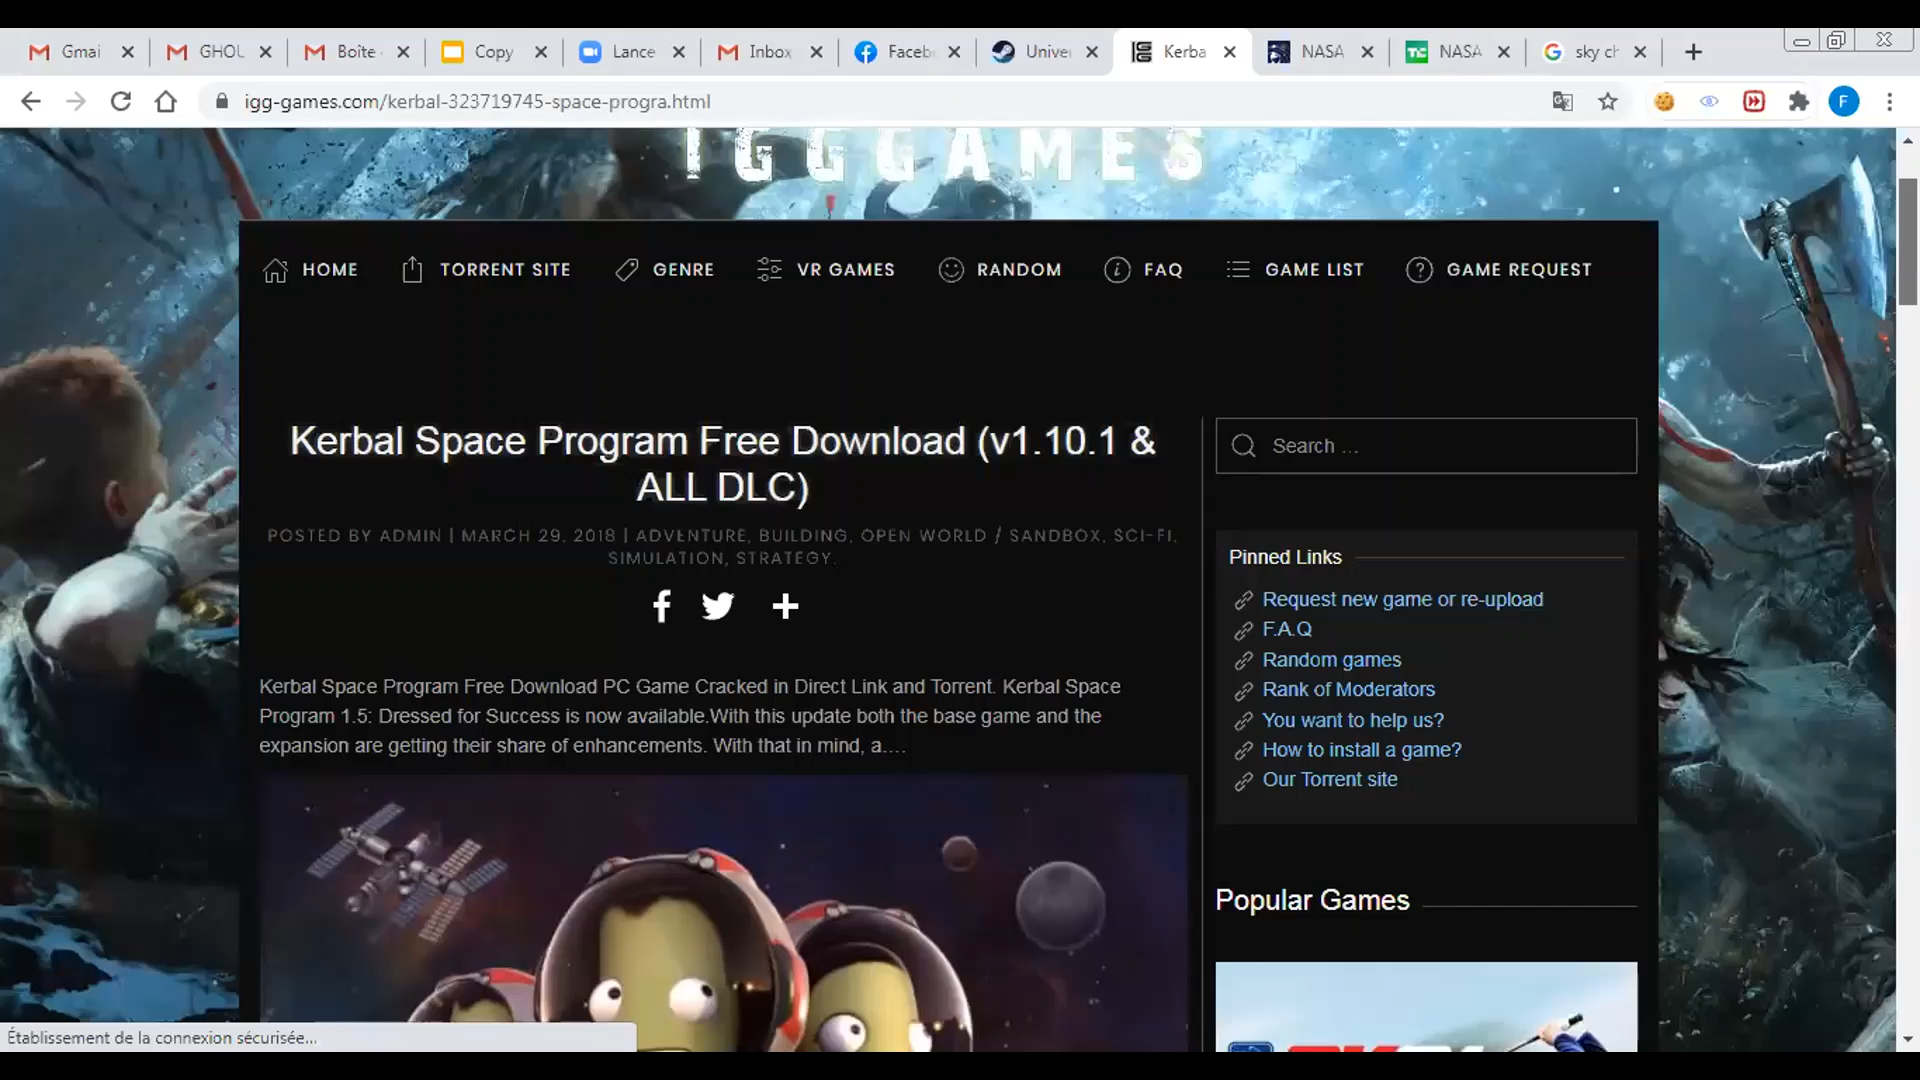 Gmai
GHOU
Boîte
Copy
Lance
Inbox
Faceb
Univer
Kerba
NASA
NASA
sky ch
igg-games.com/kerbal-323719745-space-progra.html
F
IGGGAMES
HOME
TORRENT SITE
GENRE
VR GAMES
RANDOM
FAQ
GAME LIST
GAME REQUEST
Kerbal Space Program Free Download (v1.10.1 &
ALL DLC)
POSTED BY ADMIN | MARCH 29, 2018 | ADVENTURE, BUILDING, OPEN WORLD / SANDBOX, SCI-FI,
SIMULATION, STRATEGY.
Kerbal Space Program Free Download PC Game Cracked in Direct Link and Torrent. Kerbal Space
Program 1.5: Dressed for Success is now available.With this update both the base game and the
expansion are getting their share of enhancements. With that in mind, a....
Search ...
Pinned Links
Request new game or re-upload
F.A.Q
Random games
Rank of Moderators
You want to help us?
How to install a game?
Our Torrent site
Popular Games
Établissement de la connexion sécurisée...